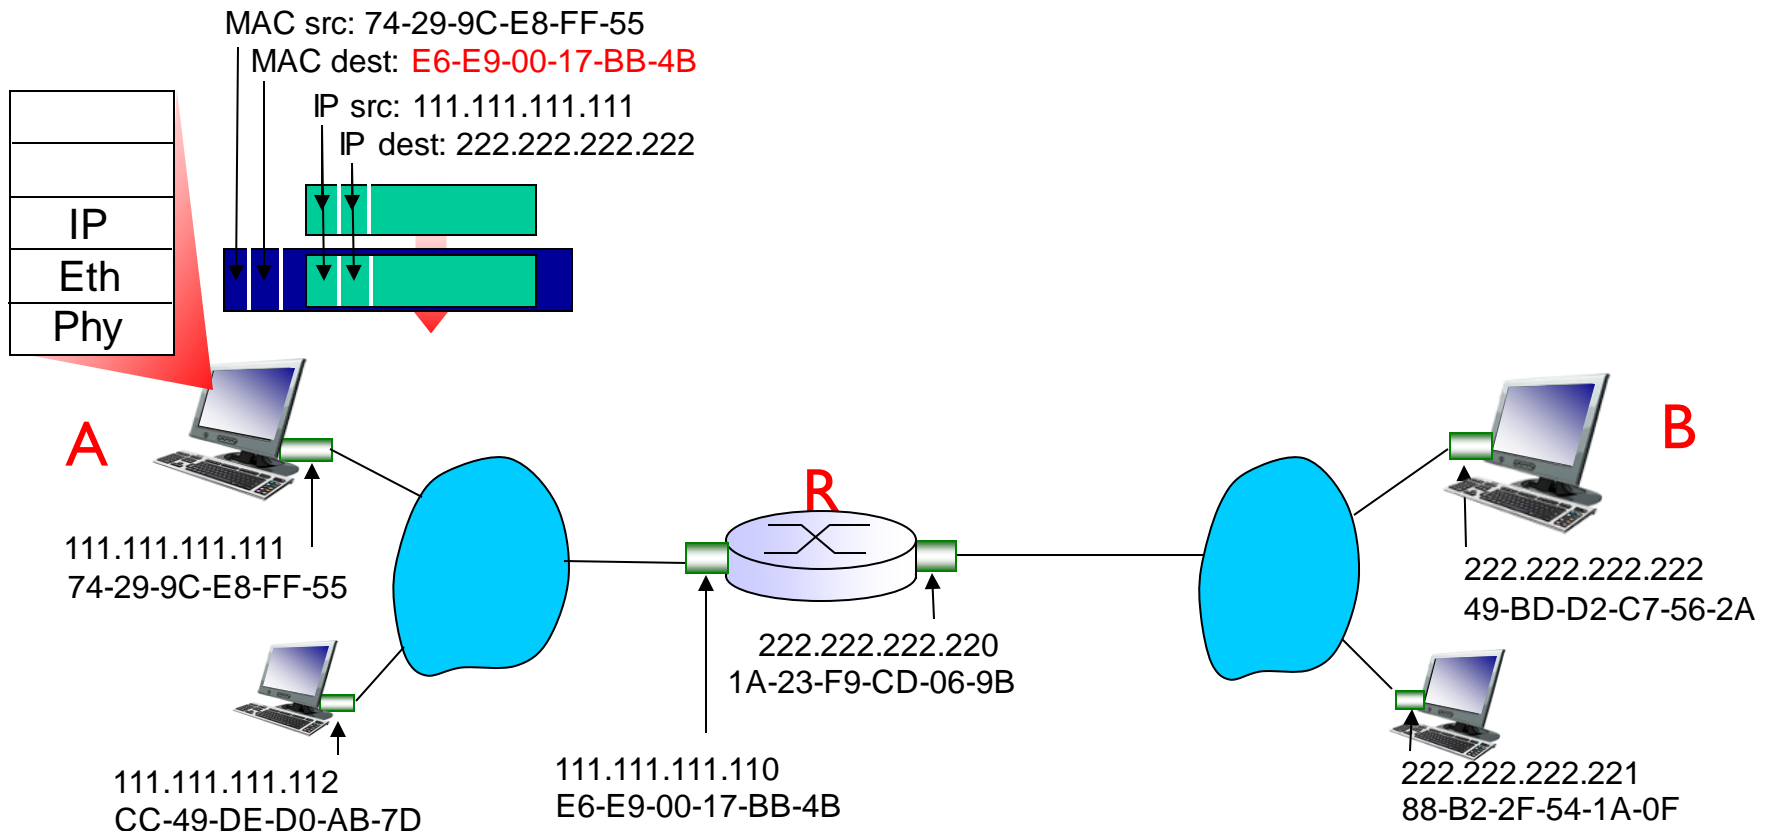 MAC src: 74-29-9C-E8-FF-55
MAC dest: E6-E9-00-17-BB-4B
IP src: 111.111.111.111
IP dest: 222.222.222.222
IP
Eth
Phy
A
111.111.111.111
74-29-9C-E8-FF-55
111.111.111.112
CC-49-DE-D0-AB-7D
R
222.222.222.220
1A-23-F9-CD-06-9B
111.111.111.110
E6-E9-00-17-BB-4B
B
222.222.222.222
49-BD-D2-C7-56-2A
222.222.222.221
88-B2-2F-54-1A-0F